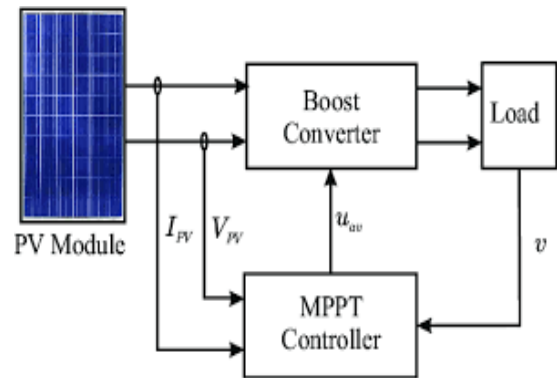 Boost
Converter
Load
PV Module
I_PV
V_PV
u_av
v
MPPT
Controller